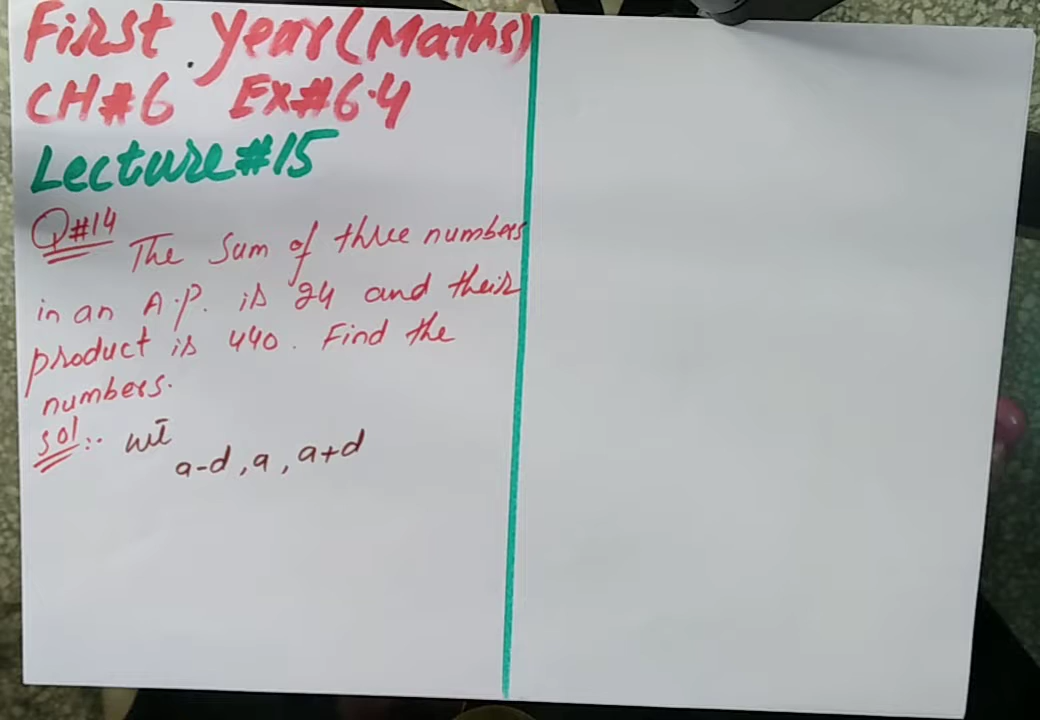 First year (Maths)
CH#6 Ex#6.4
Lecture#15
Q#14 The Sum of three numbers
in an A.P. is 24 and their
product is 440. Find the
numbers.
Sol:-
a-d, a, a+d